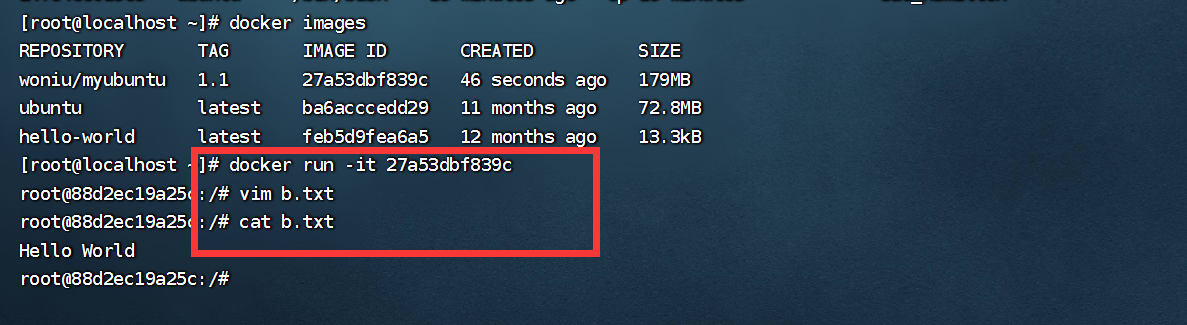 [root@localhost ~]# docker images
REPOSITORY TAG IMAGE ID CREATED SIZE
woniu/myubuntu 1.1 27a53dbf839c 46 seconds ago 179MB
ubuntu latest ba6acccedd29 11 months ago 72.8MB
hello-world latest feb5d9fea6a5 12 months ago 13.3kB
[root@localhost ~]# docker run -it 27a53dbf839c
root@88d2ec19a25c:/# vim b.txt
root@88d2ec19a25c:/# cat b.txt
Hello World
root@88d2ec19a25c:/#